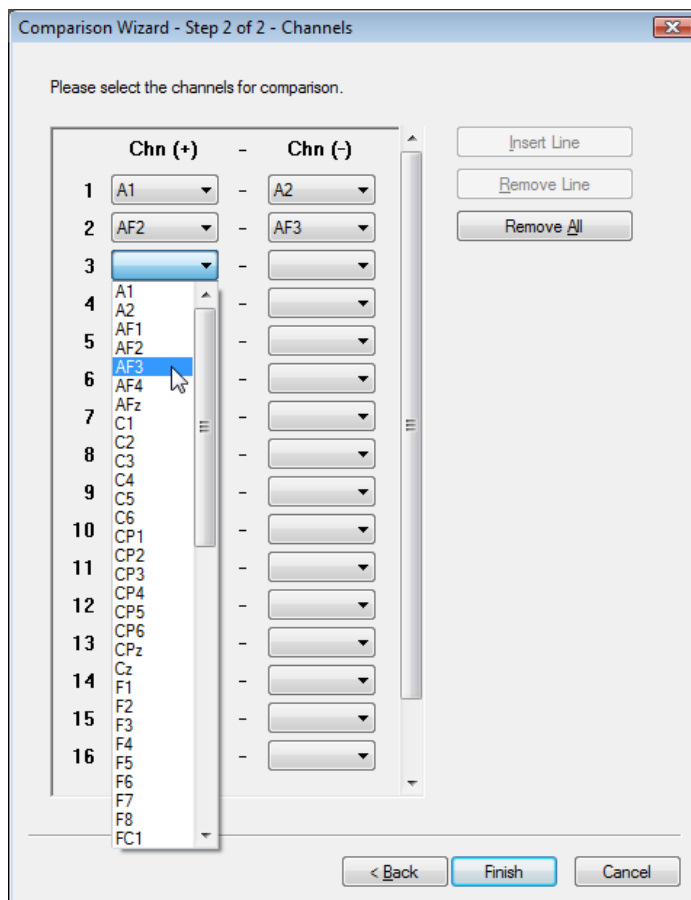 Comparison Wizard - Step 2 of 2 - Channels
Please select the channels for comparison.
Chn (+) - Chn (-)
1 A1 - A2
2 AF2 - AF3
3 -
4 -
5 -
6 -
7 -
8 -
9 -
10 -
11 -
12 -
13 -
14 -
15 -
16 -
A1
A2
AF1
AF2
AF3
AF4
AFz
C1
C2
C3
C4
C5
C6
CP1
CP2
CP3
CP4
CP5
CP6
CPz
Cz
F1
F2
F3
F4
F5
F6
F7
F8
FC1
Insert Line
Remove Line
Remove All
< Back
Finish
Cancel